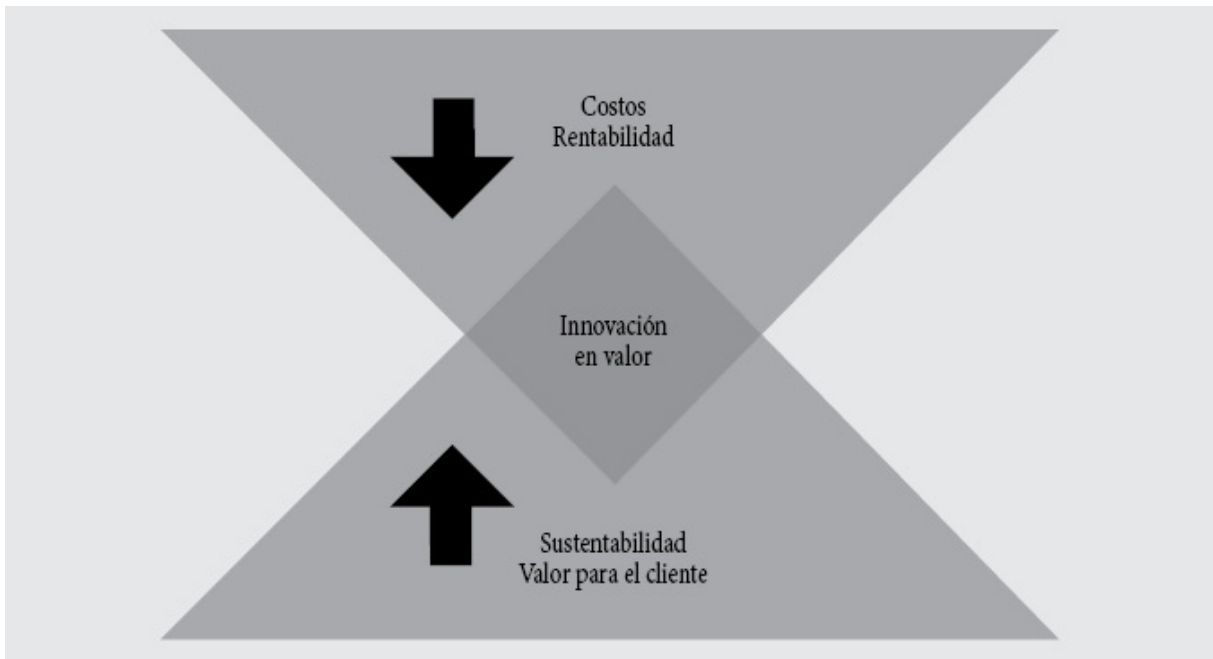 Costos
Rentabilidad
Innovación
en valor
Sustentabilidad
Valor para el cliente